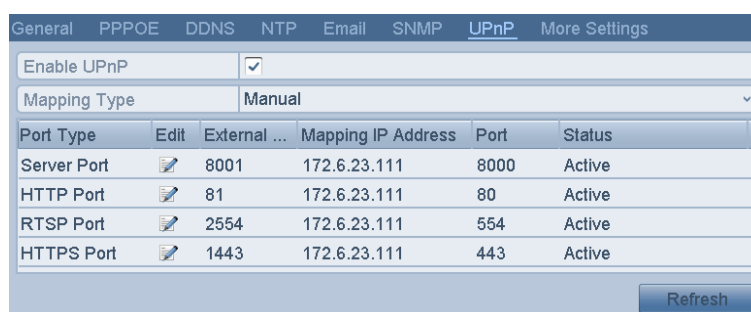 General PPPOE DDNS NTP Email SNMP UPnP More Settings
Enable UPnP
Mapping Type Manual
Port Type Edit External ... Mapping IP Address Port Status
Server Port 8001 172.6.23.111 8000 Active
HTTP Port 81 172.6.23.111 80 Active
RTSP Port 2554 172.6.23.111 554 Active
HTTPS Port 1443 172.6.23.111 443 Active
Refresh